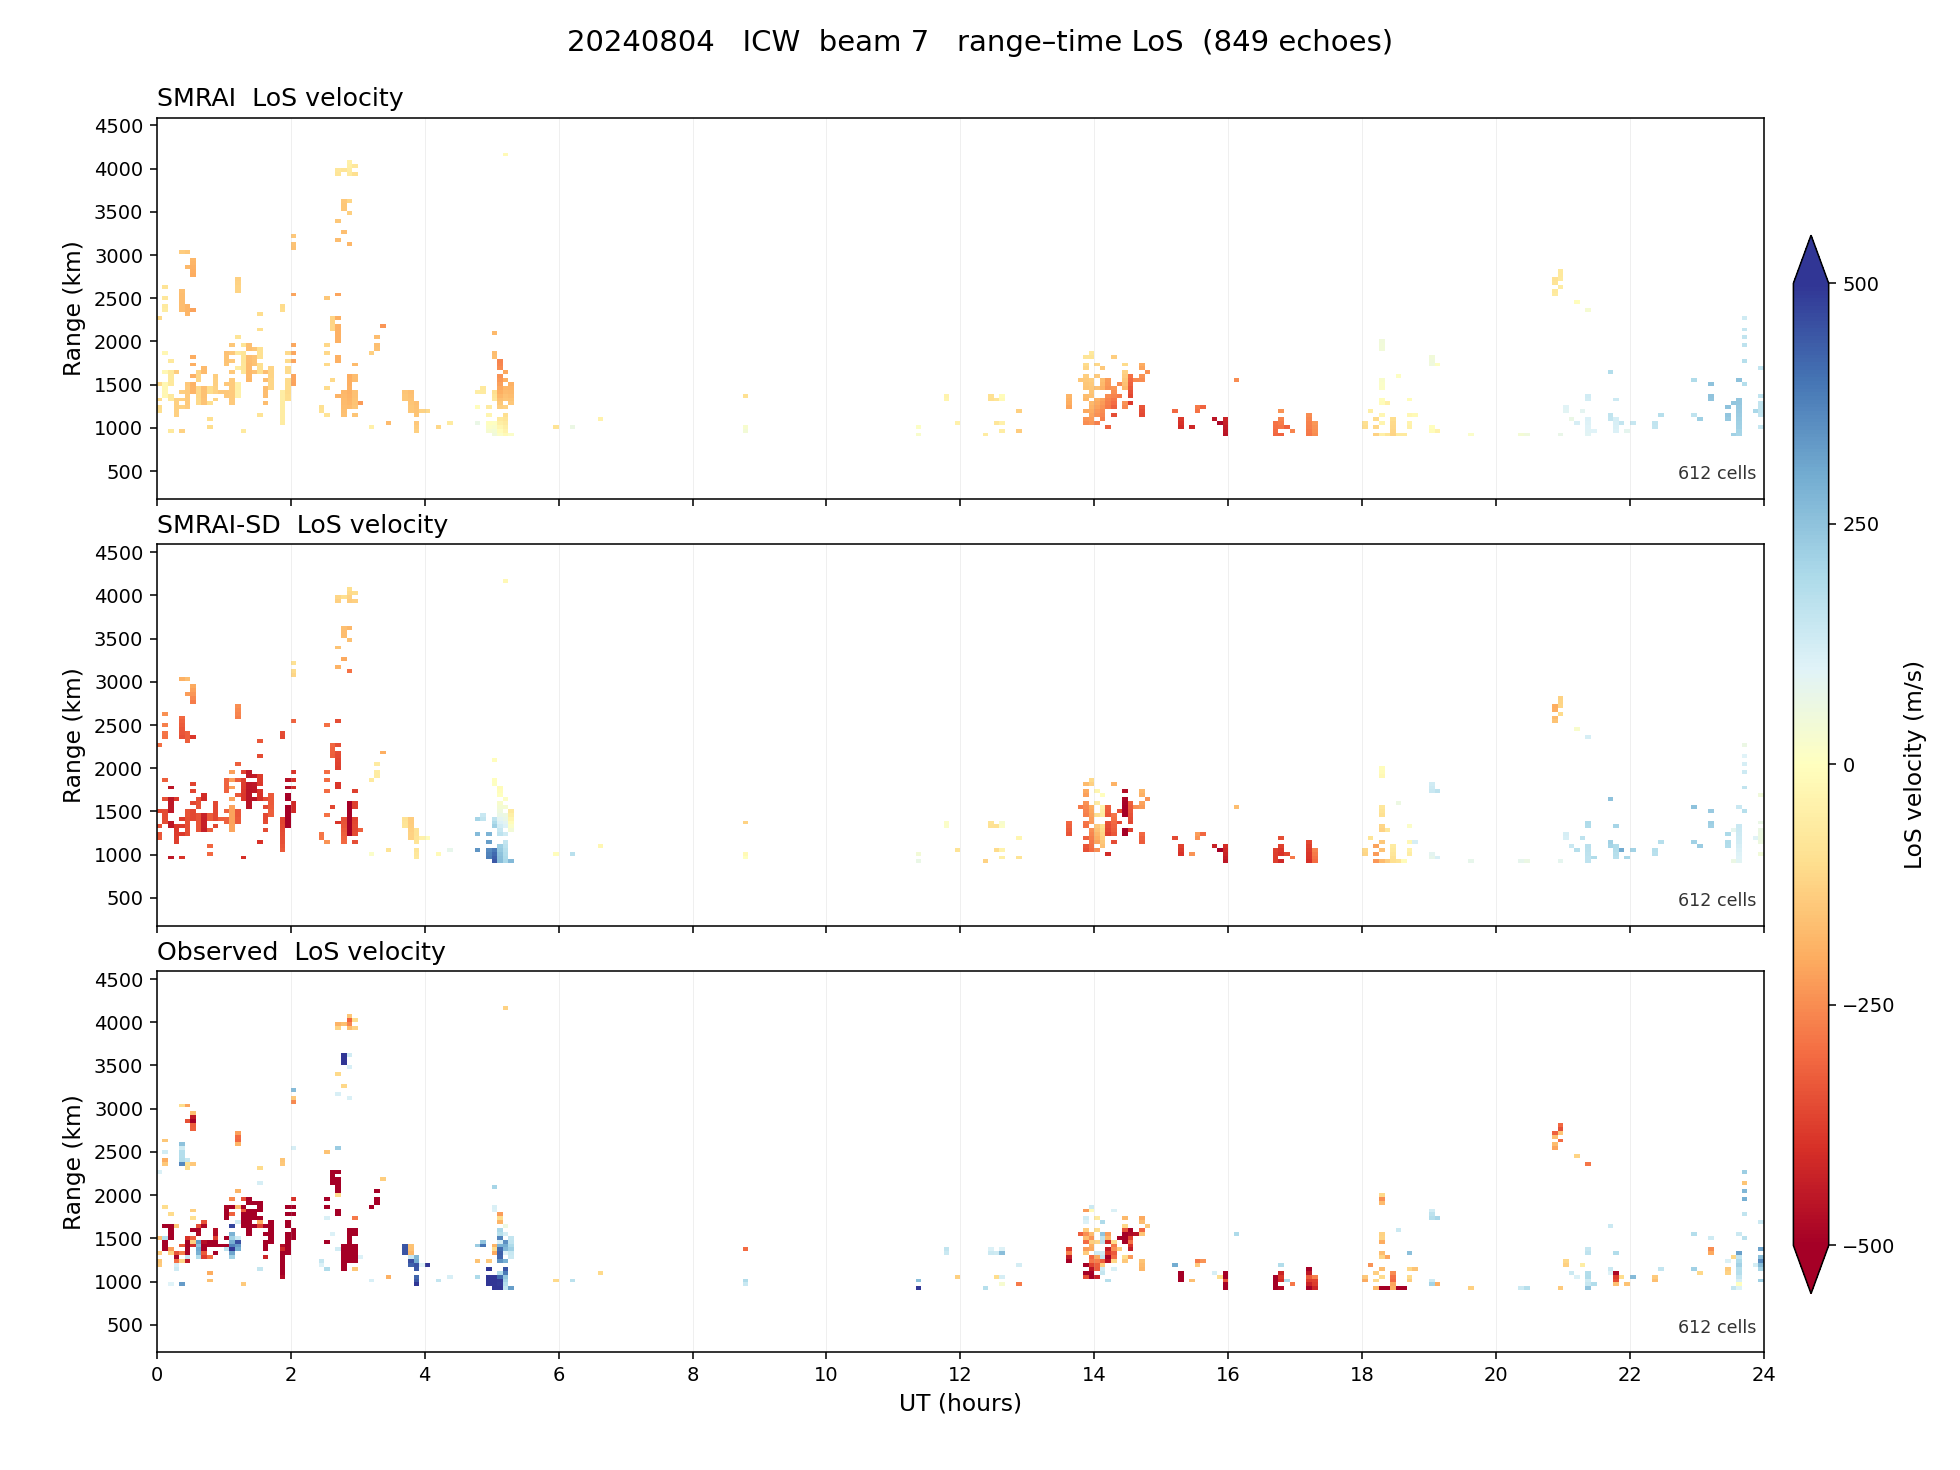 20240804   ICW  beam 7   range–time LoS  (849 echoes)
SMRAI  LoS velocity
4500
4000
3500
3000
2500
2000
1500
1000
500
Range (km)
612 cells
SMRAI-SD  LoS velocity
4500
4000
3500
3000
2500
2000
1500
1000
500
Range (km)
612 cells
Observed  LoS velocity
4500
4000
3500
3000
2500
2000
1500
1000
500
Range (km)
612 cells
0 2 4 6 8 10 12 14 16 18 20 22 24
UT (hours)
500
250
0
−250
−500
LoS velocity (m/s)